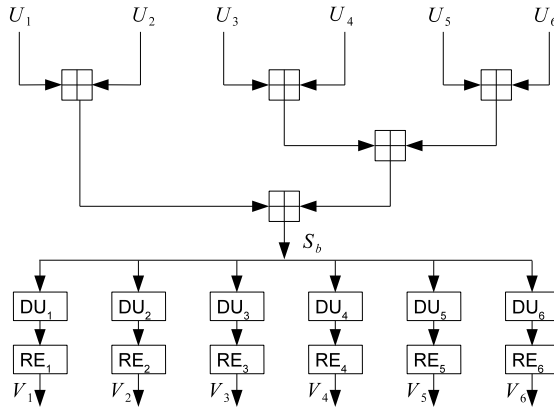 U₁ U₂ U₃ U₄ U₅ U₆
S_b
DU₁ DU₂ DU₃ DU₄ DU₅ DU₆
RE₁ RE₂ RE₃ RE₄ RE₅ RE₆
V₁ V₂ V₃ V₄ V₅ V₆